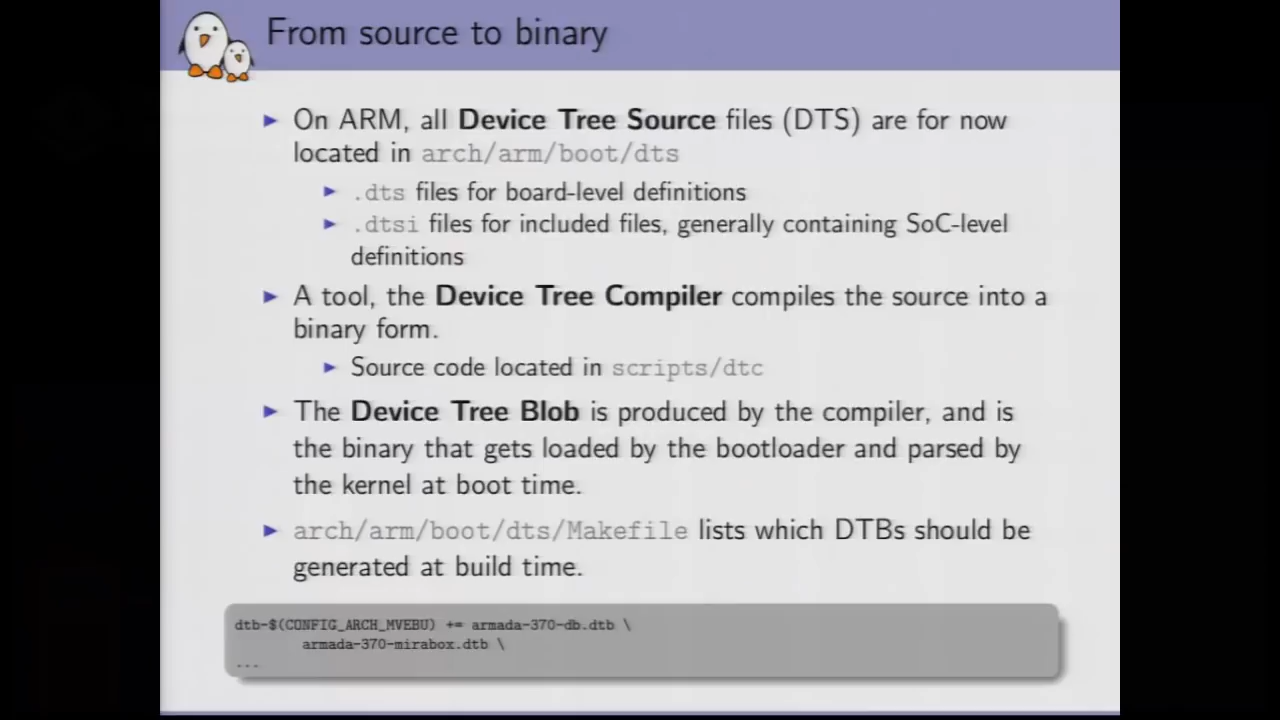 From source to binary
On ARM, all Device Tree Source files (DTS) are for now
located in arch/arm/boot/dts
.dts files for board-level definitions
.dtsi files for included files, generally containing SoC-level
definitions
A tool, the Device Tree Compiler compiles the source into a
binary form.
Source code located in scripts/dtc
The Device Tree Blob is produced by the compiler, and is
the binary that gets loaded by the bootloader and parsed by
the kernel at boot time.
arch/arm/boot/dts/Makefile lists which DTBs should be
generated at build time.
dtb-$(CONFIG_ARCH_MVEBU) += armada-370-db.dtb \
armada-370-mirabox.dtb \
...